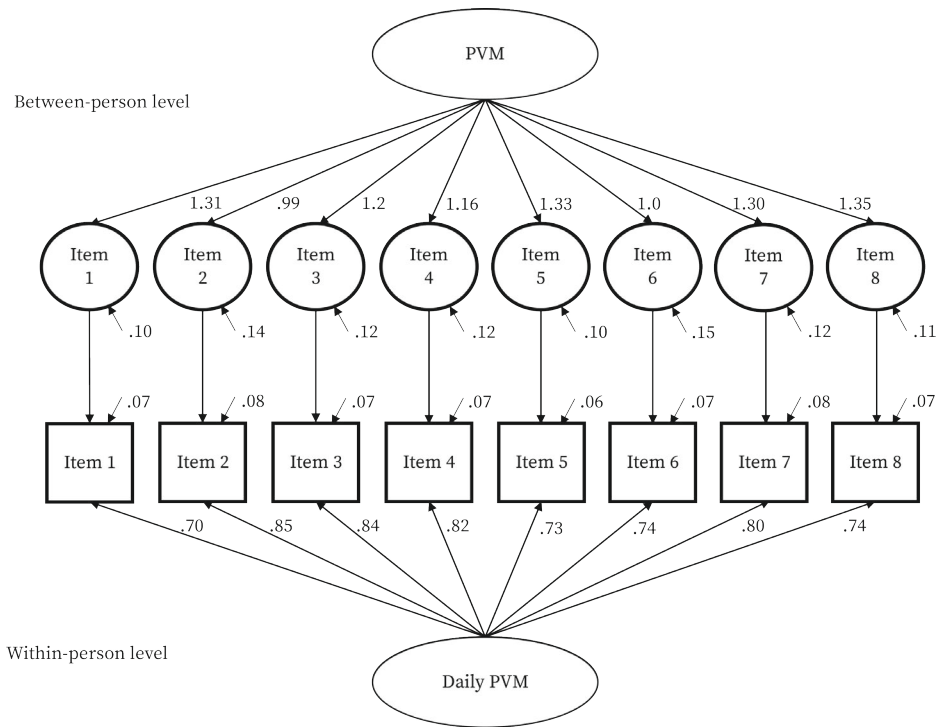 PVM
Between-person level
1.31 .99 1.2 1.16 1.33 1.0 1.30 1.35
Item Item Item Item Item Item Item Item
1 2 3 4 5 6 7 8
.10 .14 .12 .12 .10 .15 .12 .11
.07 .08 .07 .07 .06 .07 .08 .07
Item 1 Item 2 Item 3 Item 4 Item 5 Item 6 Item 7 Item 8
.70 .85 .84 .82 .73 .74 .80 .74
Within-person level
Daily PVM